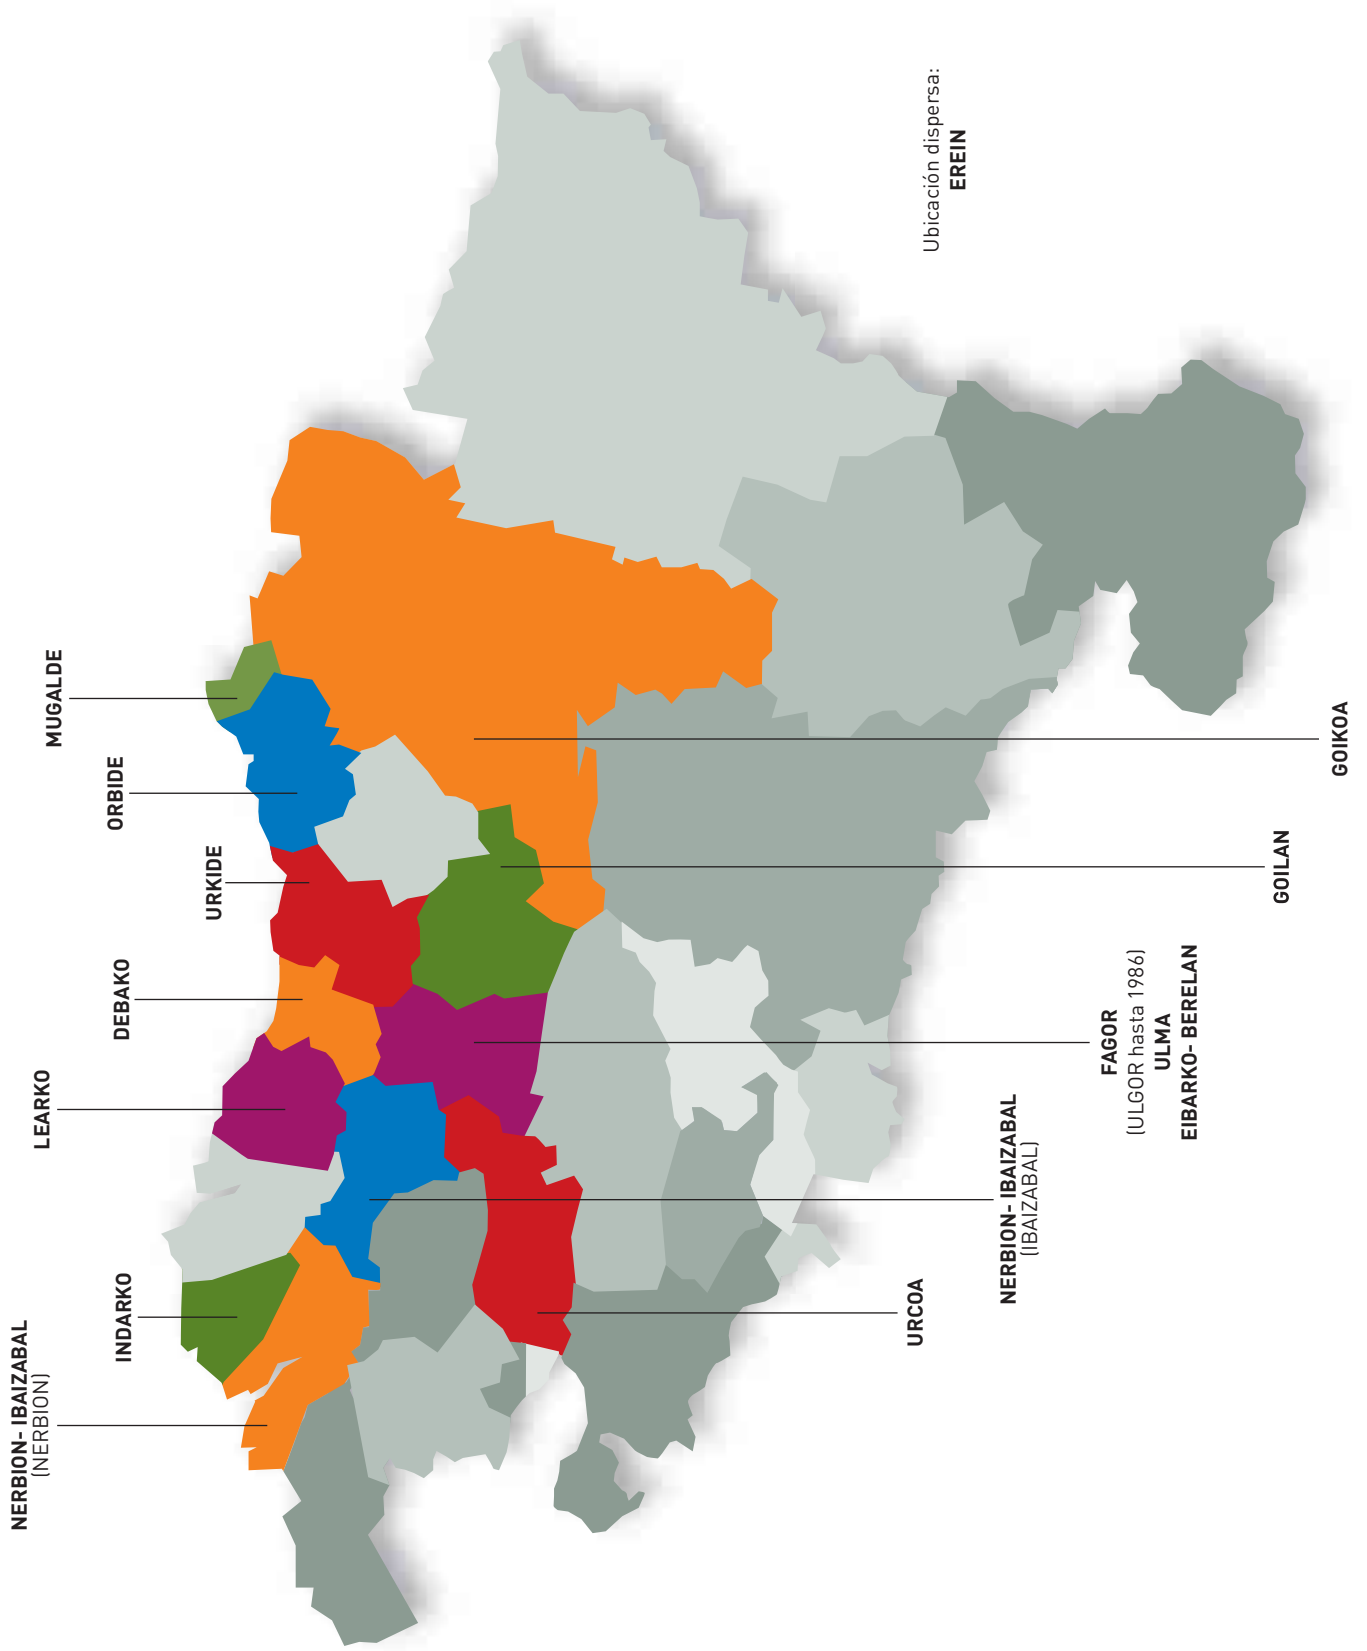 NERBION- IBAIZABAL
(NERBION)
INDARKO
LEARKO
DEBAKO
URKIDE
ORBIDE
MUGALDE
URCOA
NERBION- IBAIZABAL
(IBAIZABAL)
FAGOR
(ULGOR hasta 1986)
ULMA
EIBARKO- BERELAN
GOILAN
GOIKOA
Ubicación dispersa:
EREIN